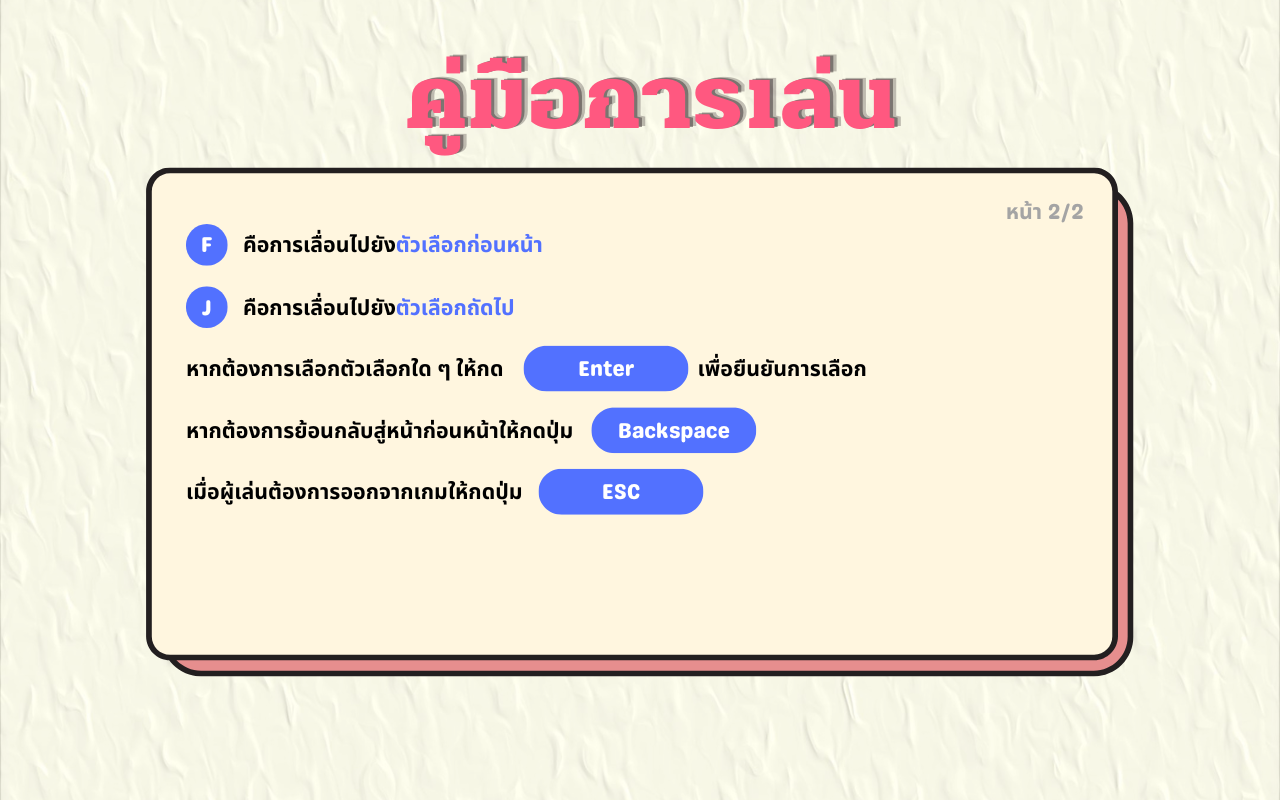 คู่มือการเล่น
หน้า 2/2
F คือการเลื่อนไปยังตัวเลือกก่อนหน้า
J คือการเลื่อนไปยังตัวเลือกถัดไป
หากต้องการเลือกตัวเลือกใด ๆ ให้กด Enter เพื่อยืนยันการเลือก
หากต้องการย้อนกลับสู่หน้าก่อนหน้าให้กดปุ่ม Backspace
เมื่อผู้เล่นต้องการออกจากเกมให้กดปุ่ม ESC